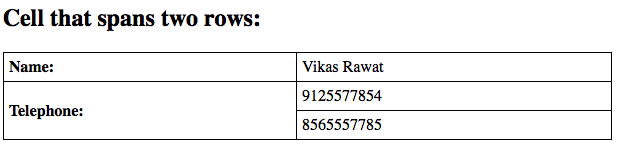 Cell that spans two rows:
Name: Vikas Rawat
Telephone: 9125577854
8565557785